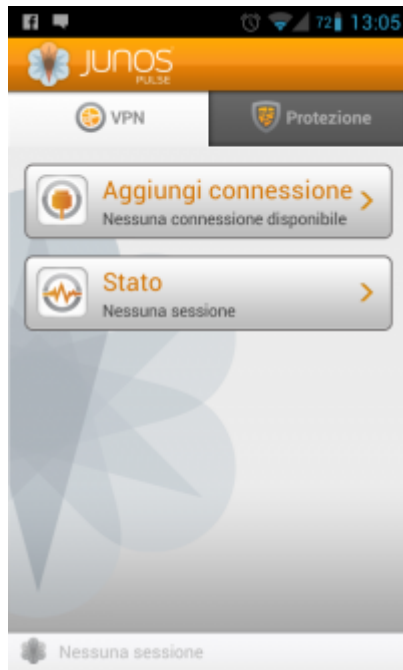 72 13:05
JUNOS
PULSE
VPN Protezione
Aggiungi connessione
Nessuna connessione disponibile
Stato
Nessuna sessione
Nessuna sessione